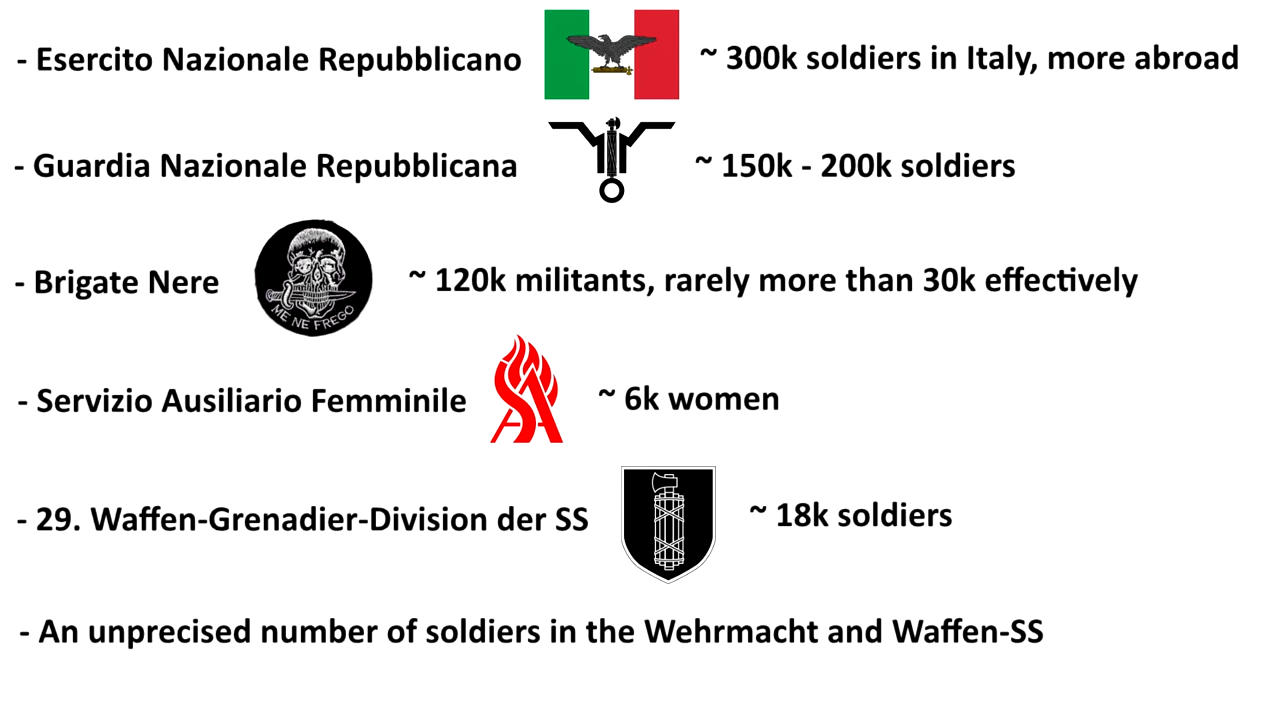 - Esercito Nazionale Repubblicano ~ 300k soldiers in Italy, more abroad
- Guardia Nazionale Repubblicana ~ 150k - 200k soldiers
- Brigate Nere ~ 120k militants, rarely more than 30k effectively
ME NE FREGO
- Servizio Ausiliario Femminile ~ 6k women
- 29. Waffen-Grenadier-Division der SS ~ 18k soldiers
- An unprecised number of soldiers in the Wehrmacht and Waffen-SS